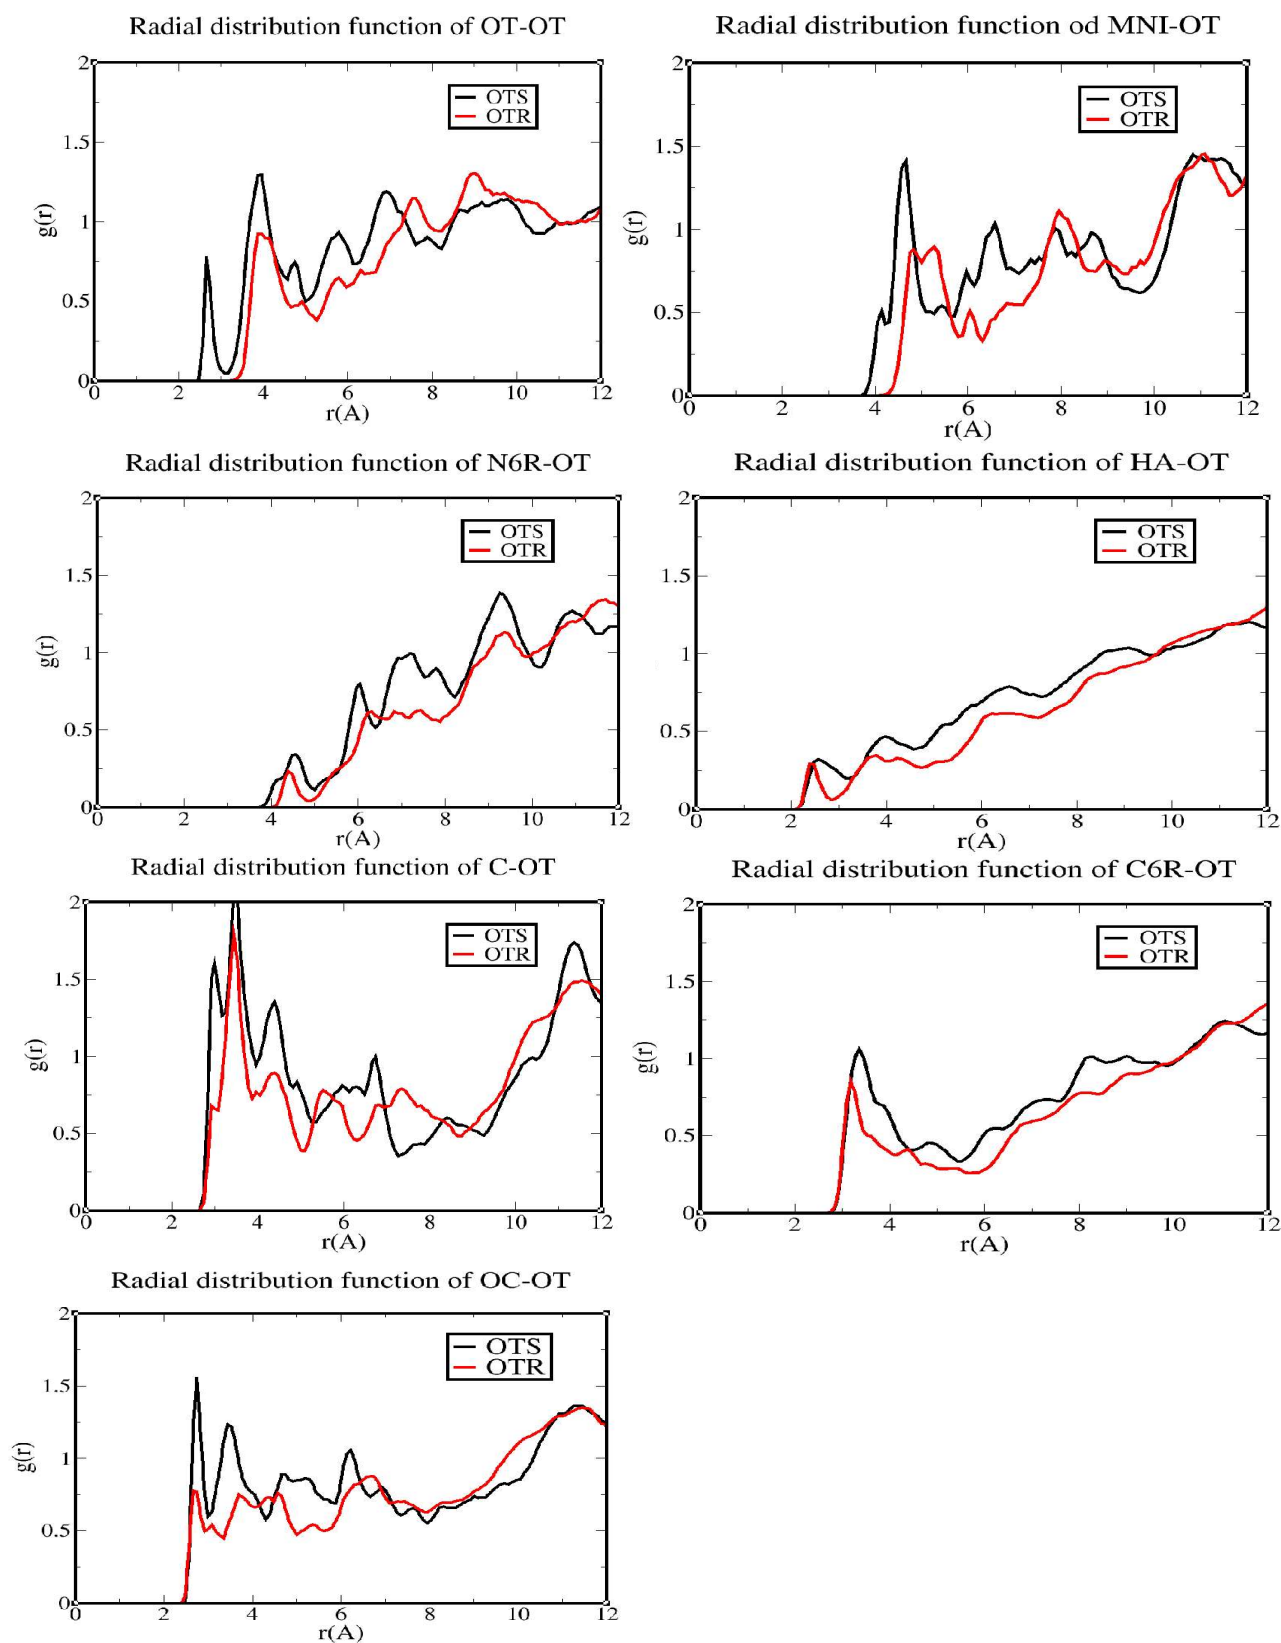 Radial distribution function of OT-OT
2
1.5
1
0.5
0
g(r)
OTS
OTR
0 2 4 6 8 10 12
r(A)
Radial distribution function od MNI-OT
2
1.5
1
0.5
0
g(r)
OTS
OTR
0 2 4 6 8 10 12
r(A)
Radial distribution function of N6R-OT
2
1.5
1
0.5
0
g(r)
OTS
OTR
0 2 4 6 8 10 12
r(A)
Radial distribution function of HA-OT
2
1.5
1
0.5
0
OTS
OTR
0 2 4 6 8 10 12
r(A)
Radial distribution function of C-OT
2
1.5
1
0.5
0
g(r)
OTS
OTR
0 2 4 6 8 10 12
r(A)
Radial distribution function of C6R-OT
2
1.5
1
0.5
0
g(r)
OTS
OTR
0 2 4 6 8 10 12
r(A)
Radial distribution function of OC-OT
2
1.5
1
0.5
0
g(r)
OTS
OTR
0 2 4 6 8 10 12
r(A)